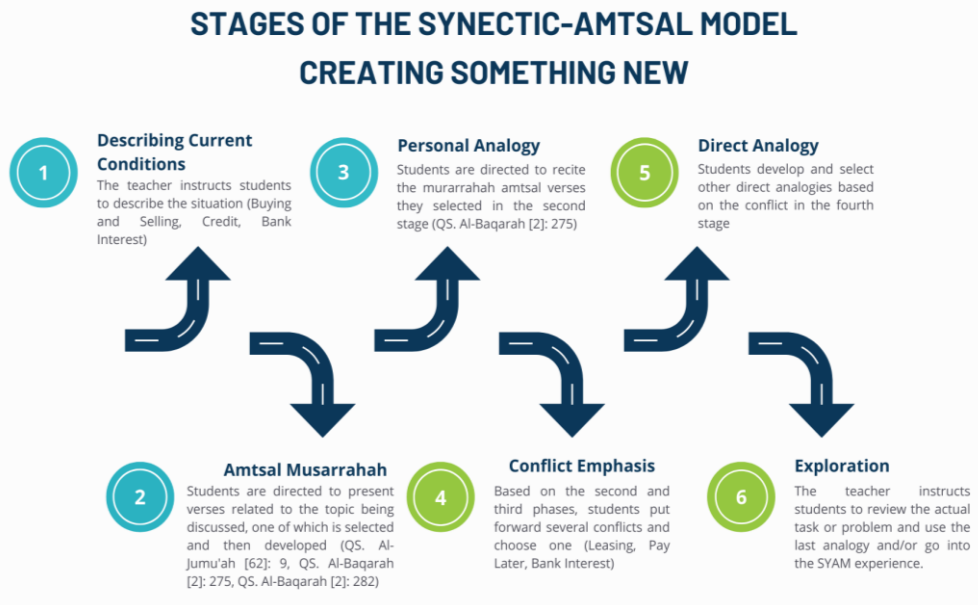 STAGES OF THE SYNECTIC-AMTSAL MODEL
CREATING SOMETHING NEW
1
Describing Current
Conditions
The teacher instructs students
to describe the situation (Buying
and Selling, Credit, Bank
Interest)
2
Amtsal Musarrahah
Students are directed to present
verses related to the topic being
discussed, one of which is selected
and then developed (QS. Al-
Jumu'ah [62]: 9, QS. Al-Baqarah
[2]: 275, QS. Al-Baqarah [2]: 282)
3
Personal Analogy
Students are directed to recite
the murarrahah amtsal verses
they selected in the second
stage (QS. Al-Baqarah [2]: 275)
4
Conflict Emphasis
Based on the second and
third phases, students put
forward several conflicts and
choose one (Leasing, Pay
Later, Bank Interest)
5
Direct Analogy
Students develop and select
other direct analogies based
on the conflict in the fourth
stage
6
Exploration
The teacher instructs
students to review the actual
task or problem and use the
last analogy and/or go into
the SYAM experience.